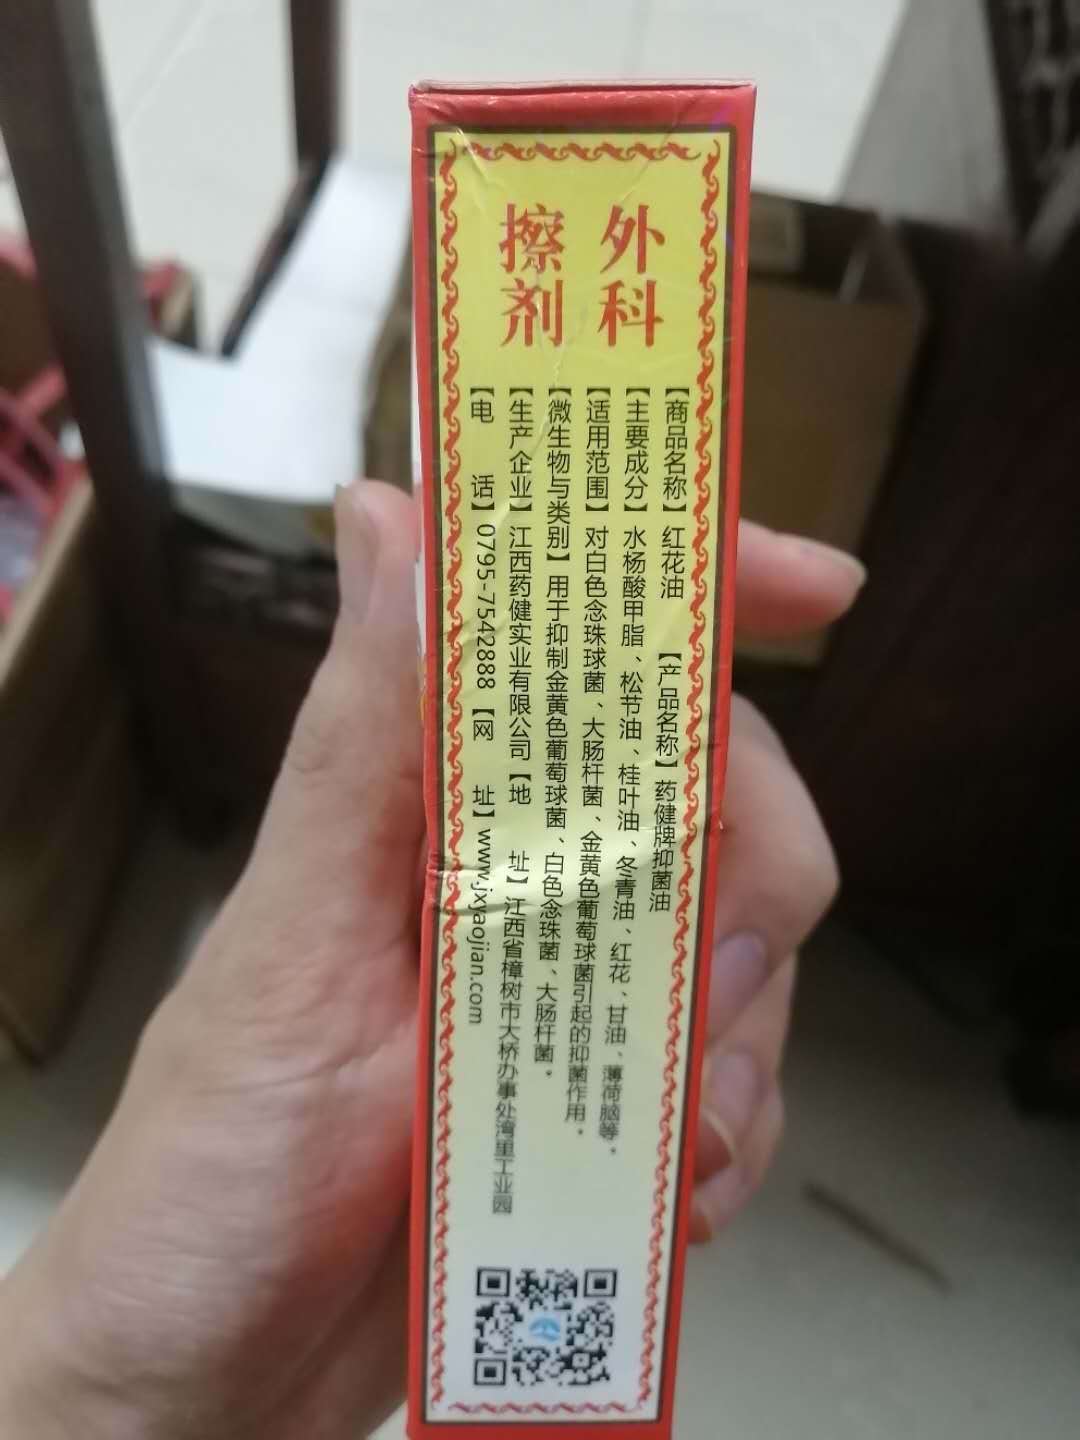 外科
擦剂
【商品名称】红花油 【产品名称】药健牌抑菌油
【主要成分】水杨酸甲脂、松节油、桂叶油、冬青油、红花、甘油、薄荷脑等。
【适用范围】对白色念珠球菌、大肠杆菌、金黄色葡萄球菌引起的抑菌作用。
【微生物与类别】用于抑制金黄色葡萄球菌、白色念珠菌、大肠杆菌。
【生产企业】江西药健实业有限公司【地 址】江西省樟树市大桥办事处湾里工业园
【电 话】0795-7542888【网 址】www.jxyaojian.com